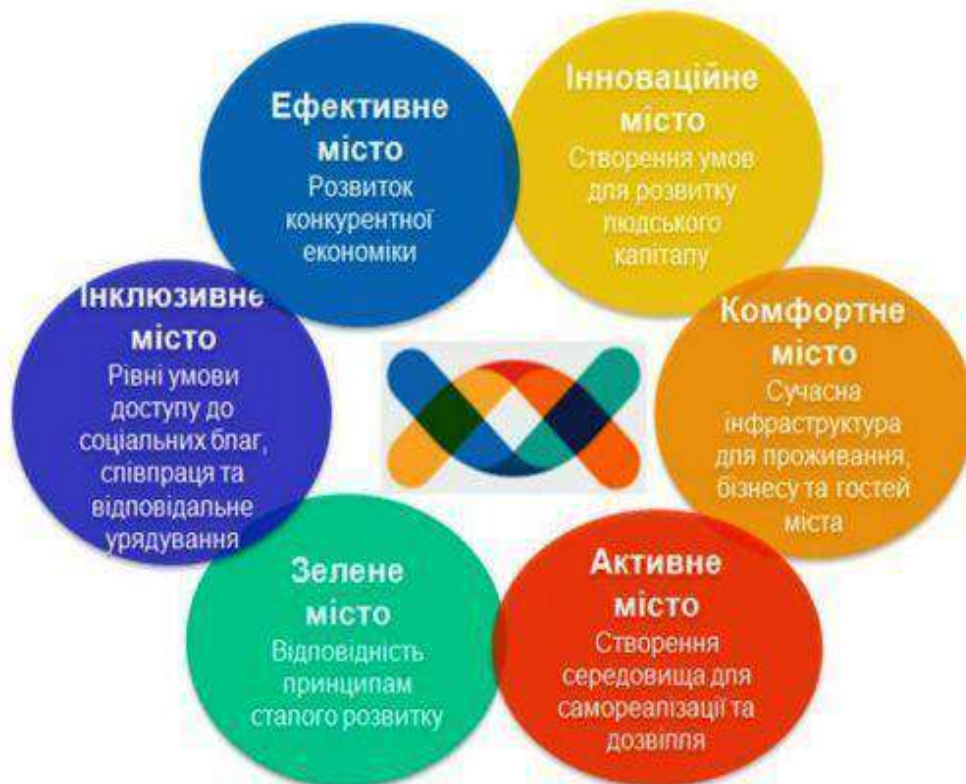 Ефективне
місто
Розвиток
конкурентної
економіки
Інноваційне
місто
Створення умов
для розвитку
людського
капіталу
Комфортне
місто
Сучасна
інфраструктура
для проживання,
бізнесу та гостей
міста
Активне
місто
Створення
середовища для
самореалізації та
дозвілля
Зелене
місто
Відповідність
принципам
сталого розвитку
Інклюзивне
місто
Рівні умови
доступу до
соціальних благ,
співпраця та
відповідальне
урядування